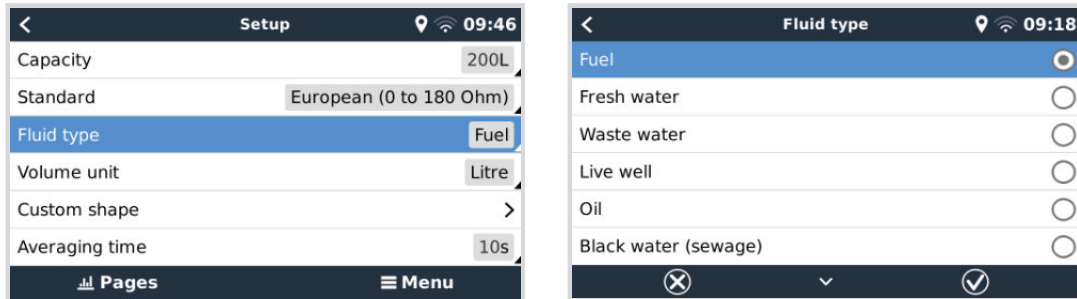 Setup 09:46
Capacity 200L
Standard European (0 to 180 Ohm)
Fluid type Fuel
Volume unit Litre
Custom shape
Averaging time 10s
Pages Menu
Fluid type 09:18
Fuel
Fresh water
Waste water
Live well
Oil
Black water (sewage)